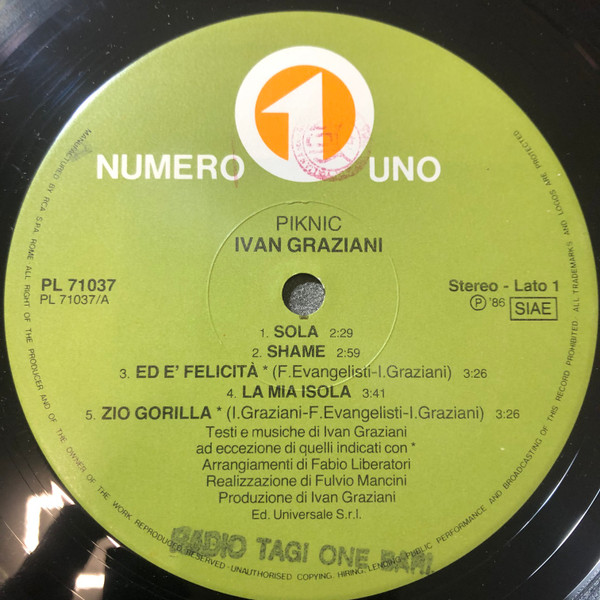 1
NUMERO UNO
PIKNIC
IVAN GRAZIANI
PL 71037
PL 71037/A
Stereo - Lato 1
Ⓟ '86 SIAE
1. SOLA 2:29
2. SHAME 2:59
3. ED E' FELICITÀ * (F.Evangelisti-I.Graziani) 3:26
4. LA MIA ISOLA 3:41
5. ZIO GORILLA * (I.Graziani-F.Evangelisti-I.Graziani) 3:26
Testi e musiche di Ivan Graziani
ad eccezione di quelli indicati con *
Arrangiamenti di Fabio Liberatori
Realizzazione di Fulvio Mancini
Produzione di Ivan Graziani
Ed. Universale S.r.l.
RADIO TAGI ONE BARI
MANUFACTURED BY RCA S.P.A. ROME ALL RIGHT OF THE PRODUCER AND OF THE OWNER OF THE WORK REPRODUCED RESERVED - UNAUTHORISED COPYING, HIRING, LENDING, PUBLIC PERFORMANCE AND BROADCASTING OF THIS RECORD PROHIBITED. ALL TRADEMARKS AND LOGOS ARE PROTECTED